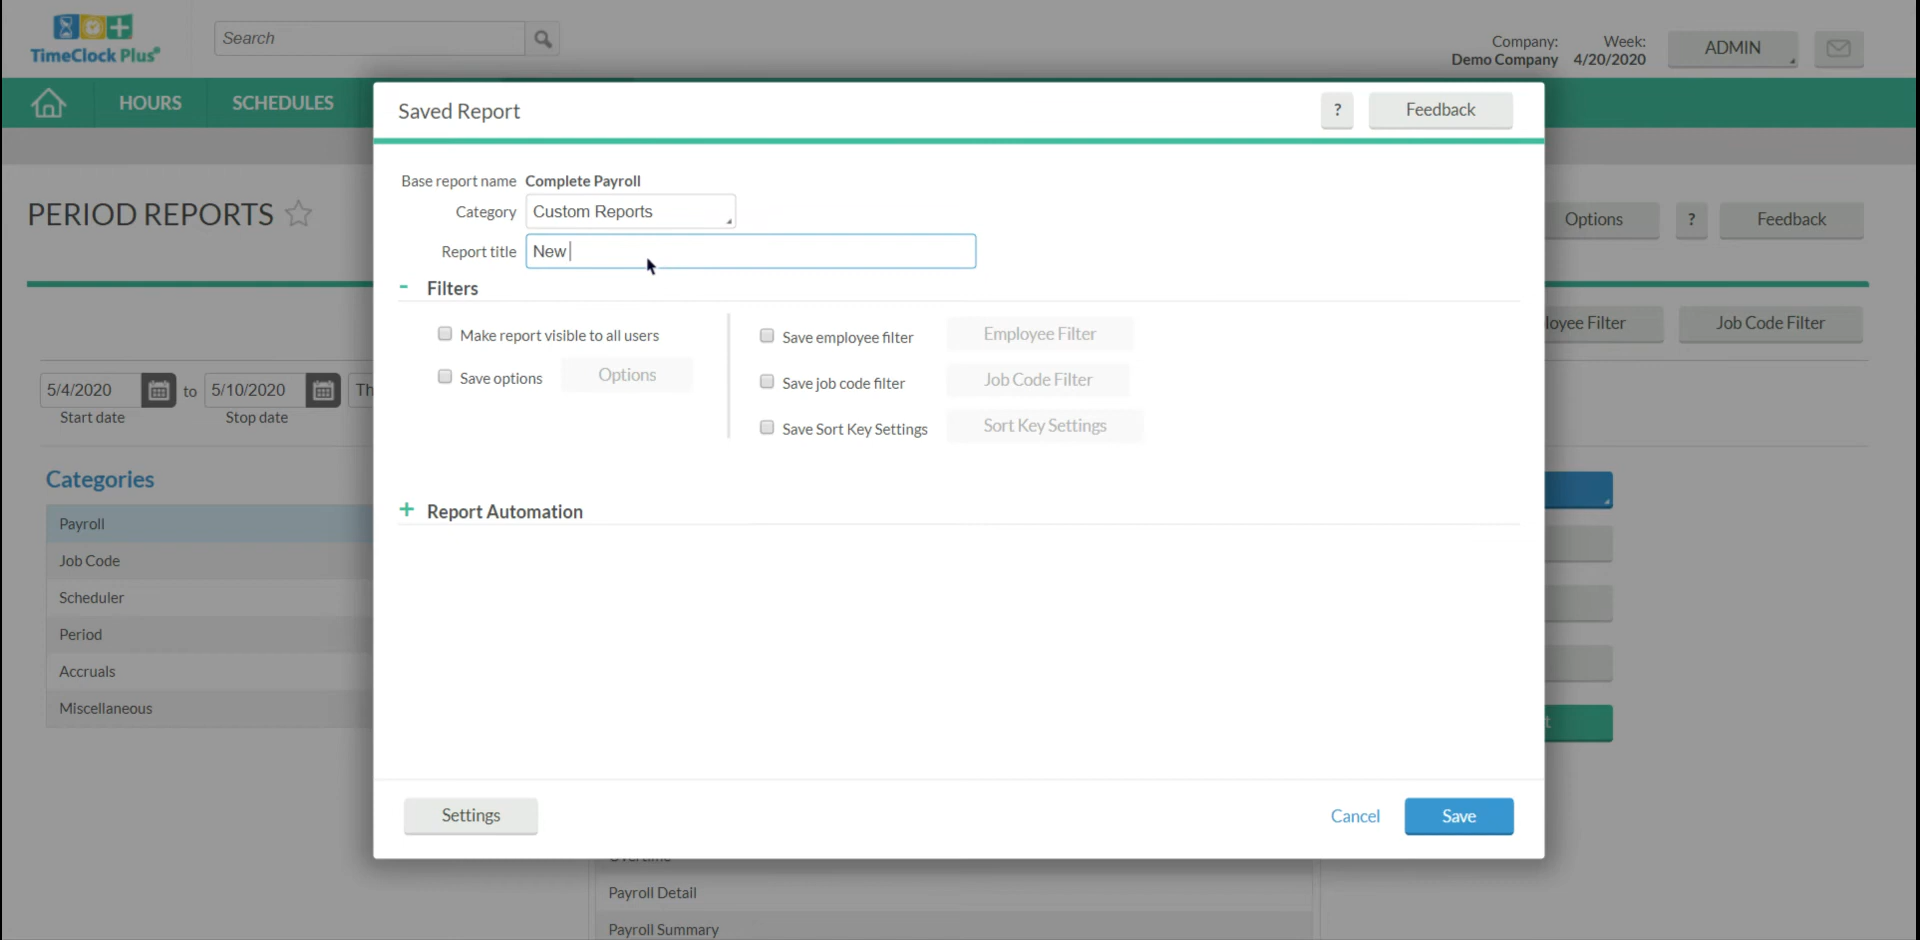 TimeClock Plus®
Search
Company: Demo Company
Week: 4/20/2020
ADMIN
HOURS
SCHEDULES
Saved Report
?
Feedback
PERIOD REPORTS
Options
?
Feedback
Base report name Complete Payroll
Category Custom Reports
Report title New
- Filters
Make report visible to all users
Save options
Options
Save employee filter
Employee Filter
Save job code filter
Job Code Filter
Save Sort Key Settings
Sort Key Settings
+ Report Automation
loyee Filter
Job Code Filter
5/4/2020 to 5/10/2020 Th
Start date
Stop date
Categories
Payroll
Job Code
Scheduler
Period
Accruals
Miscellaneous
Settings
Cancel
Save
Payroll Detail
Payroll Summary